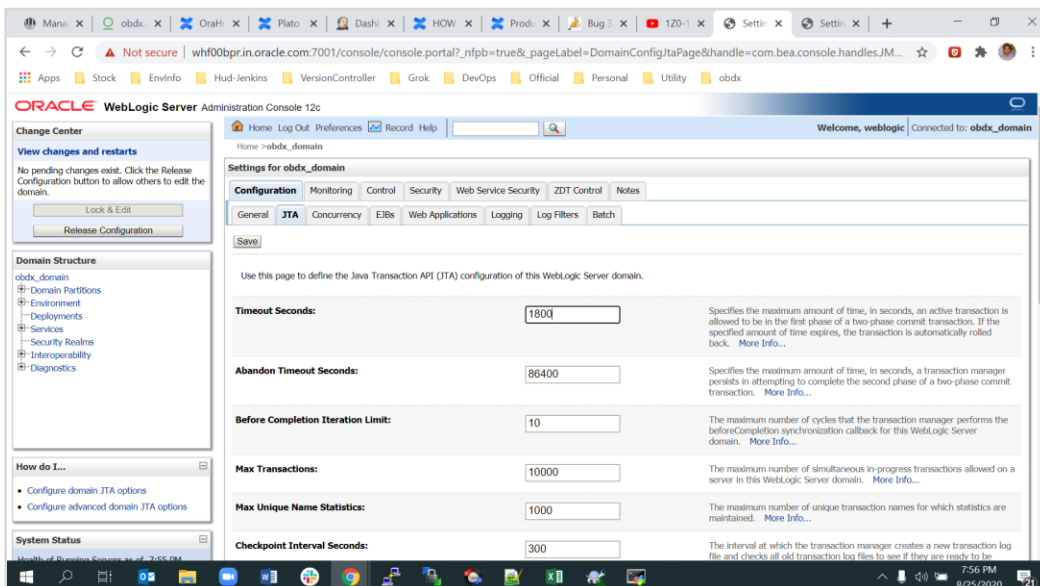 Mana
obdx.
OraHu
Plato
Dashb
HOW
Produ
Bug 3
1Z0-1
Settin
Settin
Not secure | whf00bpr.in.oracle.com:7001/console/console.portal?_nfpb=true&_pageLabel=DomainConfigJtaPage&handle=com.bea.console.handles.JM...
Apps Stock EnvInfo Hud-Jenkins VersionController Grok DevOps Official Personal Utility obdx
ORACLE WebLogic Server Administration Console 12c
Change Center
View changes and restarts
No pending changes exist. Click the Release
Configuration button to allow others to edit the
domain.
Lock & Edit
Release Configuration
Domain Structure
obdx_domain
Domain Partitions
Environment
Deployments
Services
Security Realms
Interoperability
Diagnostics
How do I...
Configure domain JTA options
Configure advanced domain JTA options
System Status
Health of Running Servers as of 7:55 PM
Home Log Out Preferences Record Help
Welcome, weblogic Connected to: obdx_domain
Home >obdx_domain
Settings for obdx_domain
Configuration Monitoring Control Security Web Service Security ZDT Control Notes
General JTA Concurrency EJBs Web Applications Logging Log Filters Batch
Save
Use this page to define the Java Transaction API (JTA) configuration of this WebLogic Server domain.
Timeout Seconds:
1800
Specifies the maximum amount of time, in seconds, an active transaction is
allowed to be in the first phase of a two-phase commit transaction. If the
specified amount of time expires, the transaction is automatically rolled
back. More Info...
Abandon Timeout Seconds:
86400
Specifies the maximum amount of time, in seconds, a transaction manager
persists in attempting to complete the second phase of a two-phase commit
transaction. More Info...
Before Completion Iteration Limit:
10
The maximum number of cycles that the transaction manager performs the
beforeCompletion synchronization callback for this WebLogic Server
domain. More Info...
Max Transactions:
10000
The maximum number of simultaneous in-progress transactions allowed on a
server in this WebLogic Server domain. More Info...
Max Unique Name Statistics:
1000
The maximum number of unique transaction names for which statistics are
maintained. More Info...
Checkpoint Interval Seconds:
300
The interval at which the transaction manager creates a new transaction log
file and checks all old transaction log files to see if they are ready to be
7:56 PM
8/25/2020
21